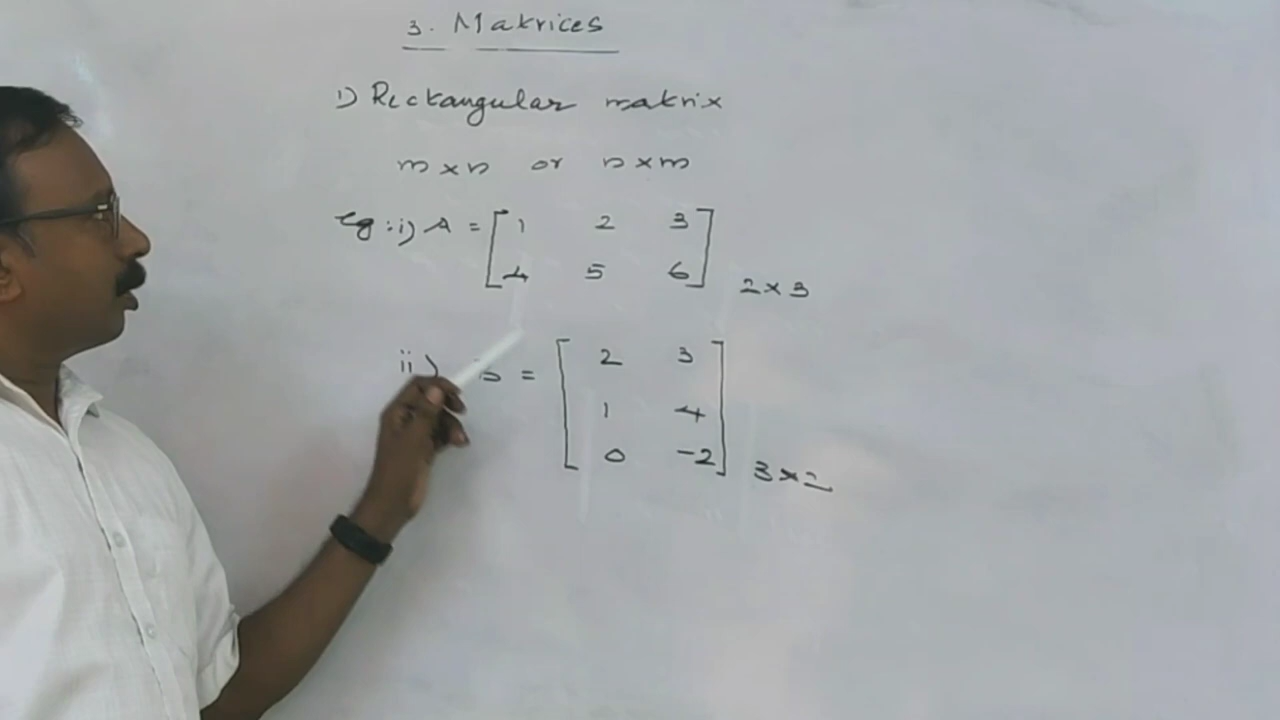 3. Matrices
1) Rectangular matrix
m x n or n x m
eg: i) A = [ 1 2 3
4 5 6 ] 2 x 3
ii) = [ 2 3
1 4
0 -2 ] 3 x 2